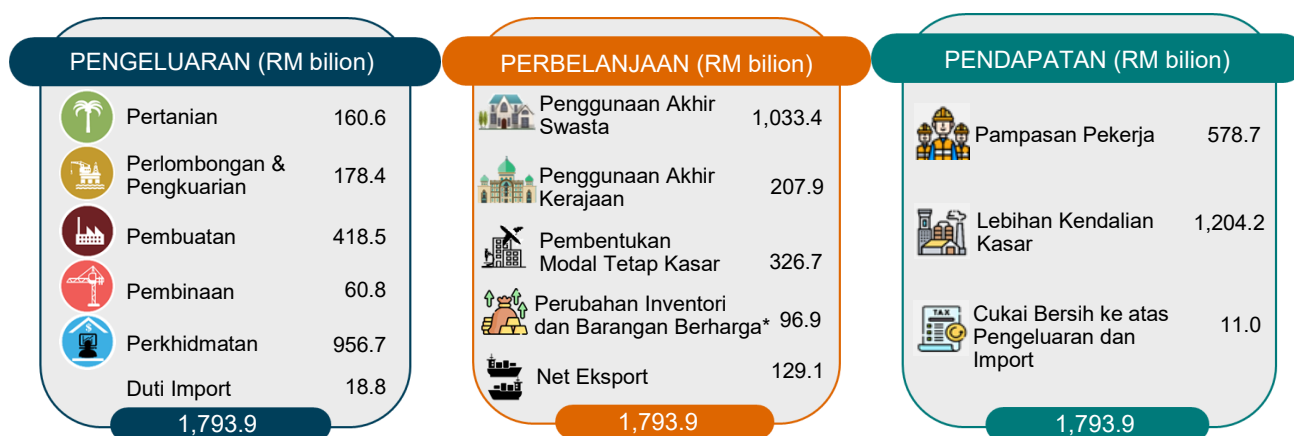 PENGELUARAN (RM bilion)
Pertanian 160.6
Perlombongan &
Pengkuarian 178.4
Pembuatan 418.5
Pembinaan 60.8
Perkhidmatan 956.7
Duti Import 18.8
1,793.9
PERBELANJAAN (RM bilion)
Penggunaan Akhir
Swasta 1,033.4
Penggunaan Akhir
Kerajaan 207.9
Pembentukan
Modal Tetap Kasar 326.7
Perubahan Inventori
dan Barangan Berharga* 96.9
Net Eksport 129.1
1,793.9
PENDAPATAN (RM bilion)
Pampasan Pekerja 578.7
Lebihan Kendalian 1,204.2
Kasar
TAX
Cukai Bersih ke atas
Pengeluaran dan 11.0
Import
1,793.9